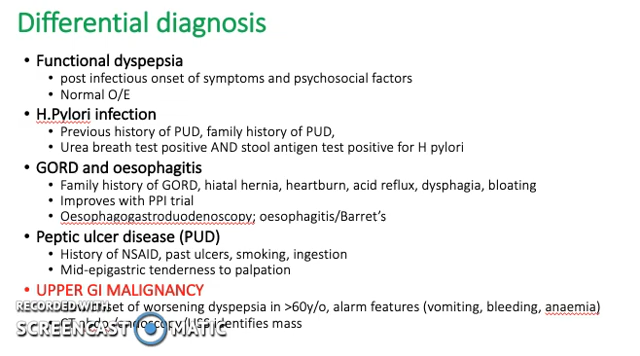 Differential diagnosis
• Functional dyspepsia
• post infectious onset of symptoms and psychosocial factors
• Normal O/E
• H.Pylori infection
• Previous history of PUD, family history of PUD,
• Urea breath test positive AND stool antigen test positive for H pylori
• GORD and oesophagitis
• Family history of GORD, hiatal hernia, heartburn, acid reflux, dysphagia, bloating
• Improves with PPI trial
• Oesophagogastroduodenoscopy; oesophagitis/Barret's
• Peptic ulcer disease (PUD)
• History of NSAID, past ulcers, smoking, ingestion
• Mid-epigastric tenderness to palpation
• UPPER GI MALIGNANCY
of worsening dyspepsia in >60y/o, alarm features (vomiting, bleeding, anaemia)
identifies mass
RECORDED WITH
SCREENCAST MATIC